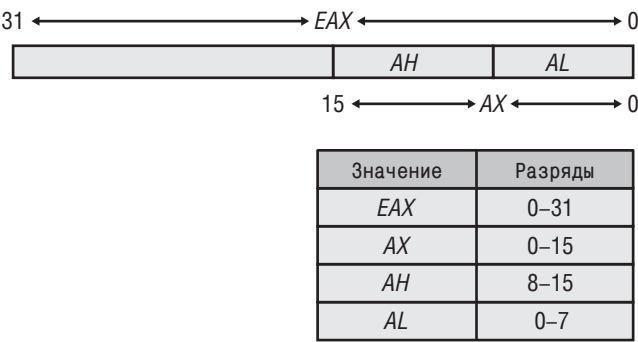 31 EAX 0
AH AL
15 AX 0
Значение Разряды
EAX 0–31
AX 0–15
AH 8–15
AL 0–7